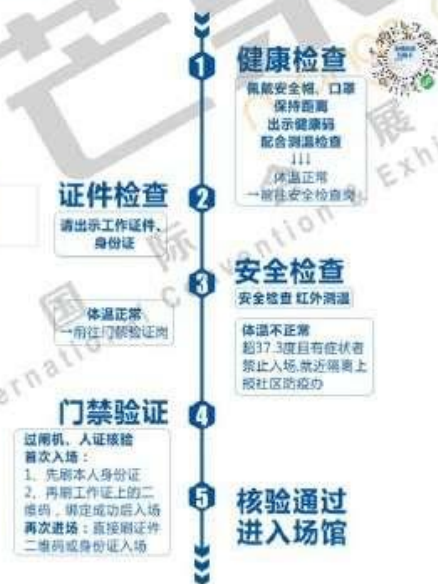 1
健康检查
佩戴安全帽、口罩
保持距离
出示健康码
配合测温检查
↓↓↓
体温正常
→前往安全检查岗
2
证件检查
请出示工作证件、
身份证
3
安全检查
安全检查 红外测温
体温正常
→前往门禁验证岗
体温不正常
超37.3度且有症状者
禁止入场,就近隔离上
报社区防疫办
4
门禁验证
过闸机、人证核验
首次入场：
1、先刷本人身份证
2、再刷工作证上的二
维码，绑定成功后入场
再次进场：直接刷证件
二维码或身份证入场
5
核验通过
进入场馆
国际
展